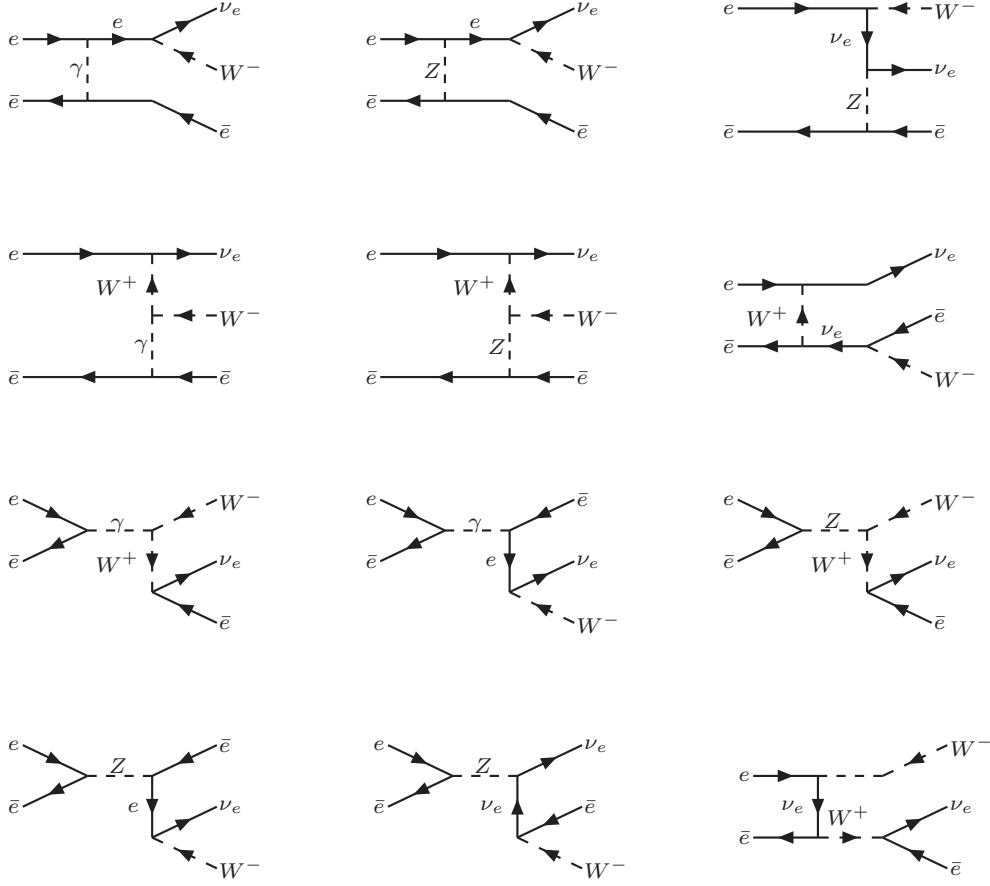 e e ν_e
γ W⁻
ē ē
e e ν_e
Z W⁻
ē ē
e W⁻
ν_e ν_e
Z
ē ē
e ν_e
W⁺
W⁻
γ
ē ē
e ν_e
W⁺
W⁻
Z
ē ē
e ν_e
W⁺ ν_e ē
ē W⁻
e γ W⁻
ē W⁺ ν_e
ē
e γ ē
ē e ν_e
W⁻
e Z W⁻
ē W⁺ ν_e
ē
e Z ē
ē e ν_e
W⁻
e Z ν_e
ē ν_e ē
W⁻
e W⁻
ν_e W⁺ ν_e
ē ē